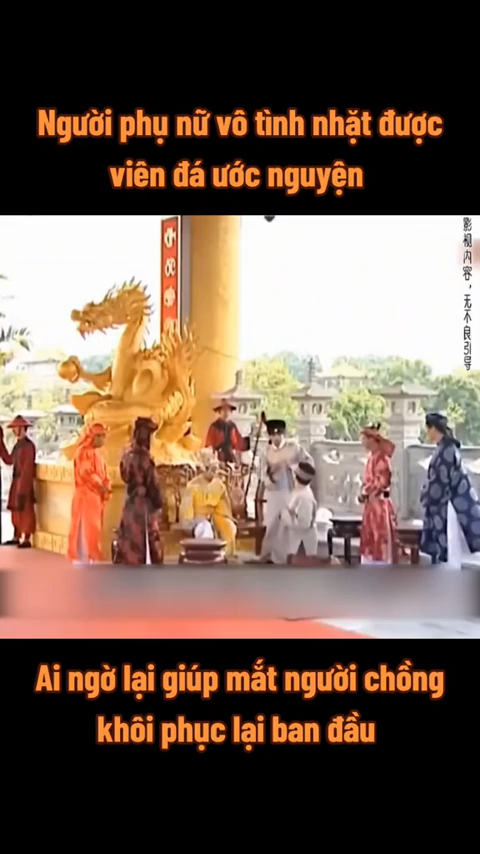 Người phụ nữ vô tình nhặt được
viên đá ước nguyện
影视内容，无不良引导
Ai ngờ lại giúp mắt người chồng
khôi phục lại ban đầu